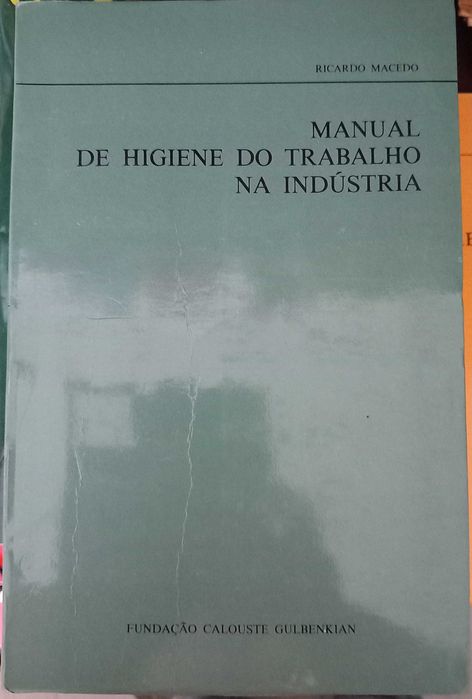 RICARDO MACEDO
MANUAL
DE HIGIENE DO TRABALHO
NA INDÚSTRIA
FUNDAÇÃO CALOUSTE GULBENKIAN